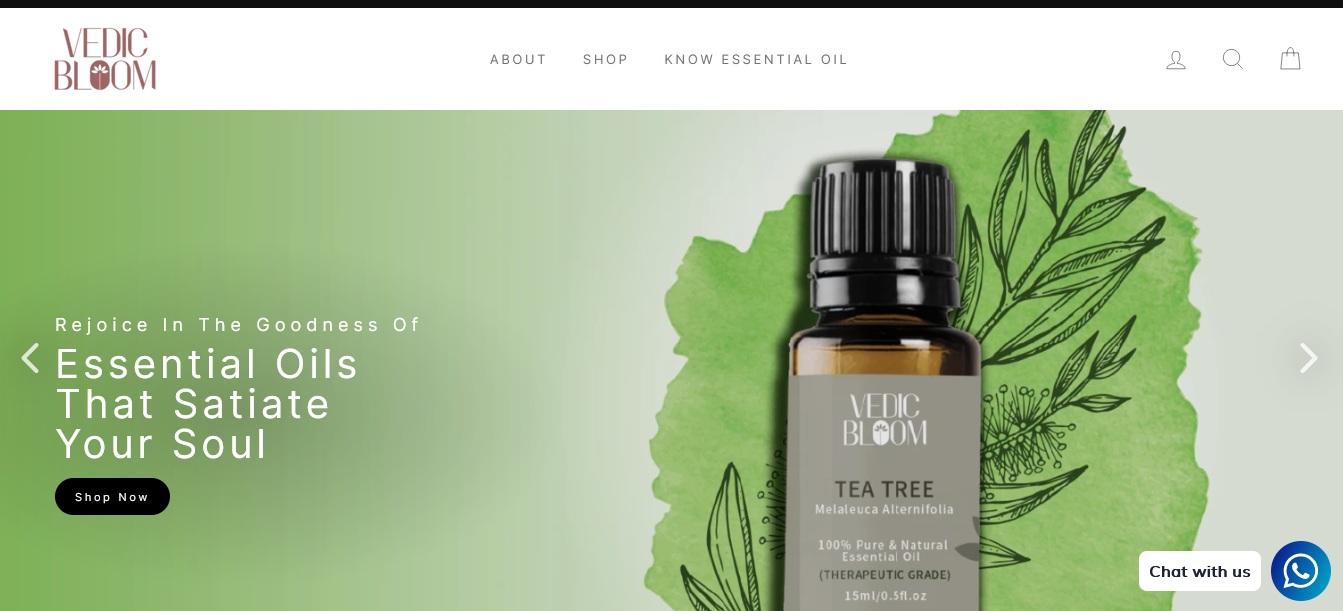 VEDIC
BLOOM
ABOUT
SHOP
KNOW ESSENTIAL OIL
Rejoice In The Goodness Of
Essential Oils
That Satiate
Your Soul
Shop Now
VEDIC
BLOOM
TEA TREE
Melaleuca Alternifolia
100% Pure & Natural
Essential Oil
(THERAPEUTIC GRADE)
15ml/0.5fl.oz
Chat with us